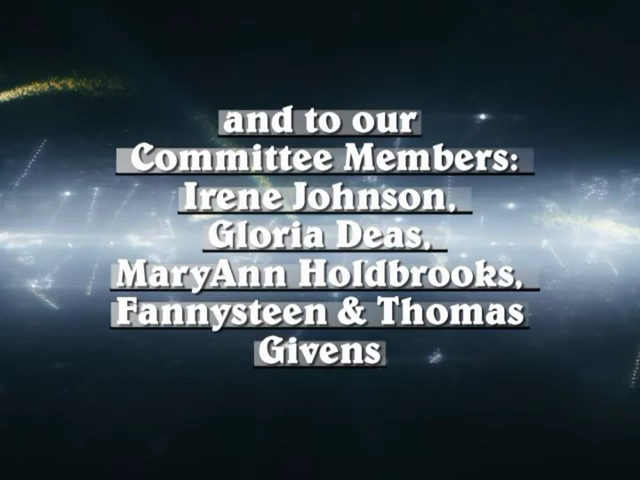 and to our
Committee Members:
Irene Johnson,
Gloria Deas,
MaryAnn Holdbrooks,
Fannysteen & Thomas
Givens